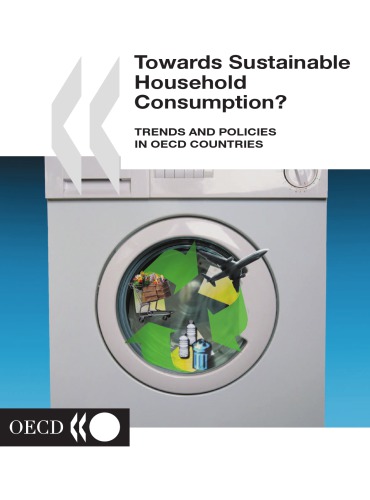 Towards Sustainable
Household
Consumption?
TRENDS AND POLICIES
IN OECD COUNTRIES
OECD